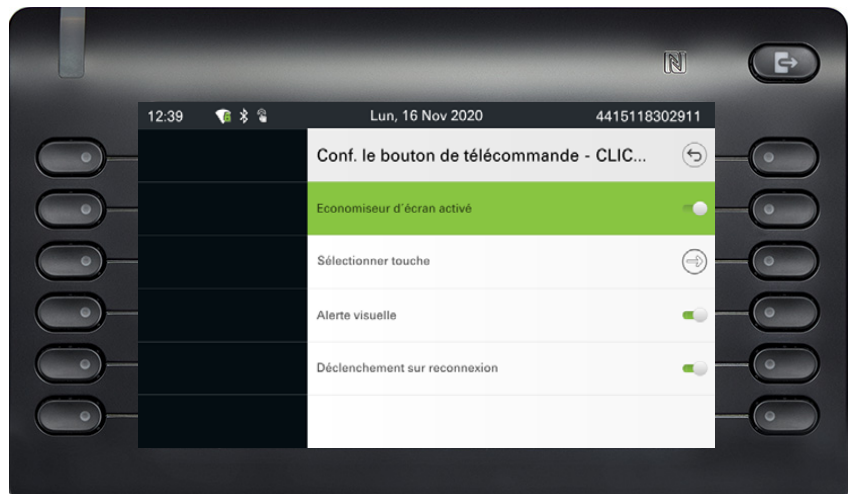 12:39 Lun, 16 Nov 2020 4415118302911
Conf. le bouton de télécommande - CLIC...
Economiseur d´écran activé
Sélectionner touche
Alerte visuelle
Déclenchement sur reconnexion